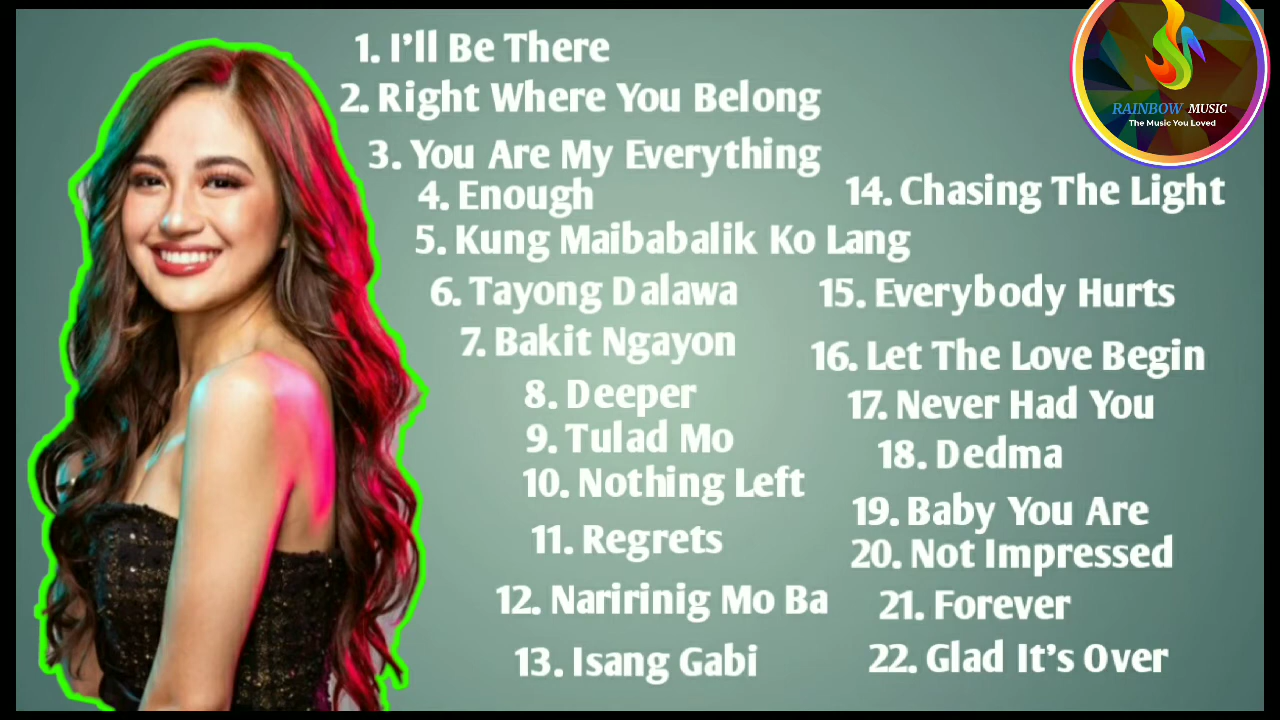 1. I'll Be There
2. Right Where You Belong
3. You Are My Everything
4. Enough
5. Kung Maibabalik Ko Lang
6. Tayong Dalawa
7. Bakit Ngayon
8. Deeper
9. Tulad Mo
10. Nothing Left
11. Regrets
12. Naririnig Mo Ba
13. Isang Gabi
RAINBOW MUSIC
The Music You Loved
14. Chasing The Light
15. Everybody Hurts
16. Let The Love Begin
17. Never Had You
18. Dedma
19. Baby You Are
20. Not Impressed
21. Forever
22. Glad It's Over